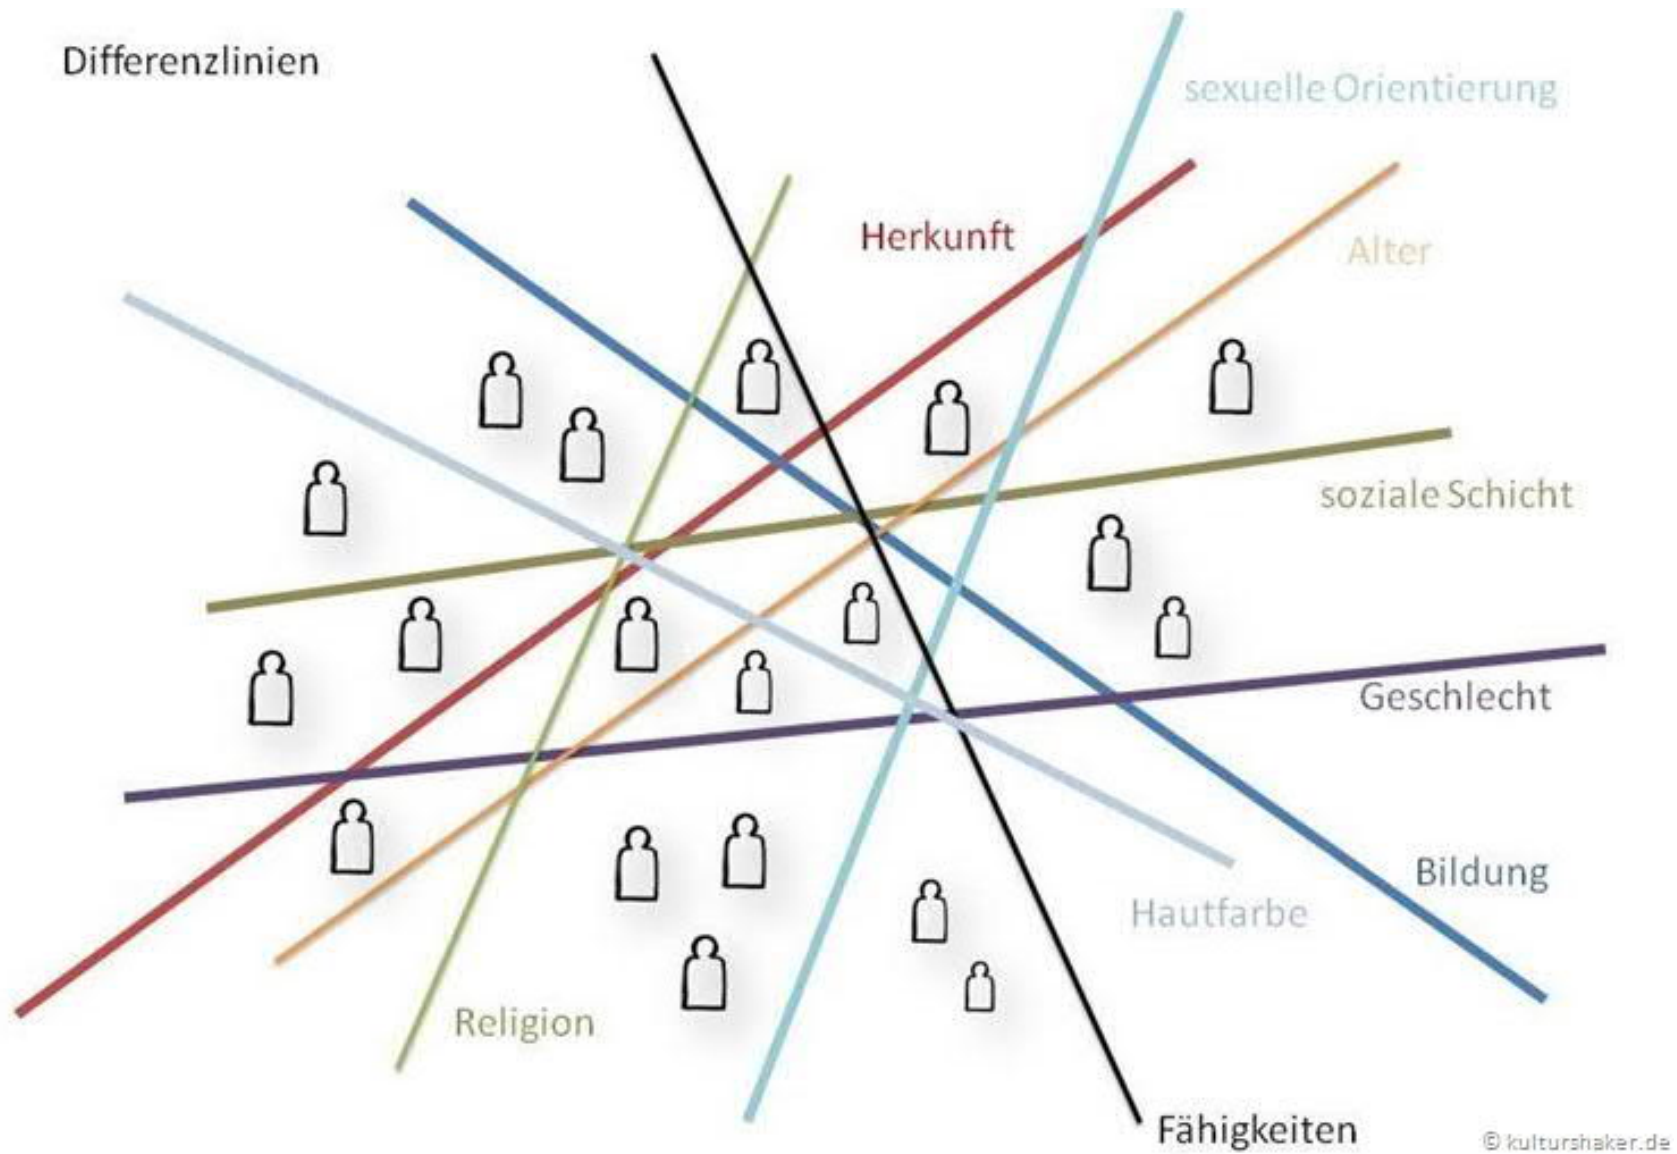 Differenzlinien
sexuelle Orientierung
Herkunft
Alter
soziale Schicht
Geschlecht
Bildung
Hautfarbe
Religion
Fähigkeiten
© kulturshaker.de